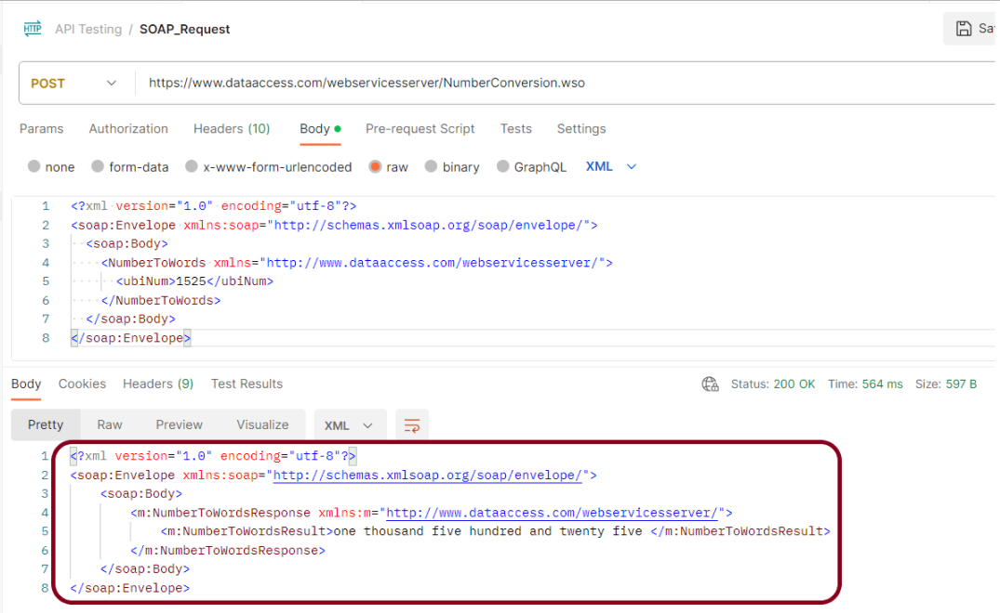 HTTP API Testing / SOAP_Request
POST https://www.dataaccess.com/webservicesserver/NumberConversion.wso
Params Authorization Headers (10) Body Pre-request Script Tests Settings
none form-data x-www-form-urlencoded raw binary GraphQL XML
1 <?xml version="1.0" encoding="utf-8"?>
2 <soap:Envelope xmlns:soap="http://schemas.xmlsoap.org/soap/envelope/">
3 <soap:Body>
4 <NumberToWords xmlns="http://www.dataaccess.com/webservicesserver/">
5 <ubiNum>1525</ubiNum>
6 </NumberToWords>
7 </soap:Body>
8 </soap:Envelope>
Body Cookies Headers (9) Test Results Status: 200 OK Time: 564 ms Size: 597 B
Pretty Raw Preview Visualize XML
1 <?xml version="1.0" encoding="utf-8"?>
2 <soap:Envelope xmlns:soap="http://schemas.xmlsoap.org/soap/envelope/">
3 <soap:Body>
4 <m:NumberToWordsResponse xmlns:m="http://www.dataaccess.com/webservicesserver/">
5 <m:NumberToWordsResult>one thousand five hundred and twenty five </m:NumberToWordsResult>
6 </m:NumberToWordsResponse>
7 </soap:Body>
8 </soap:Envelope>